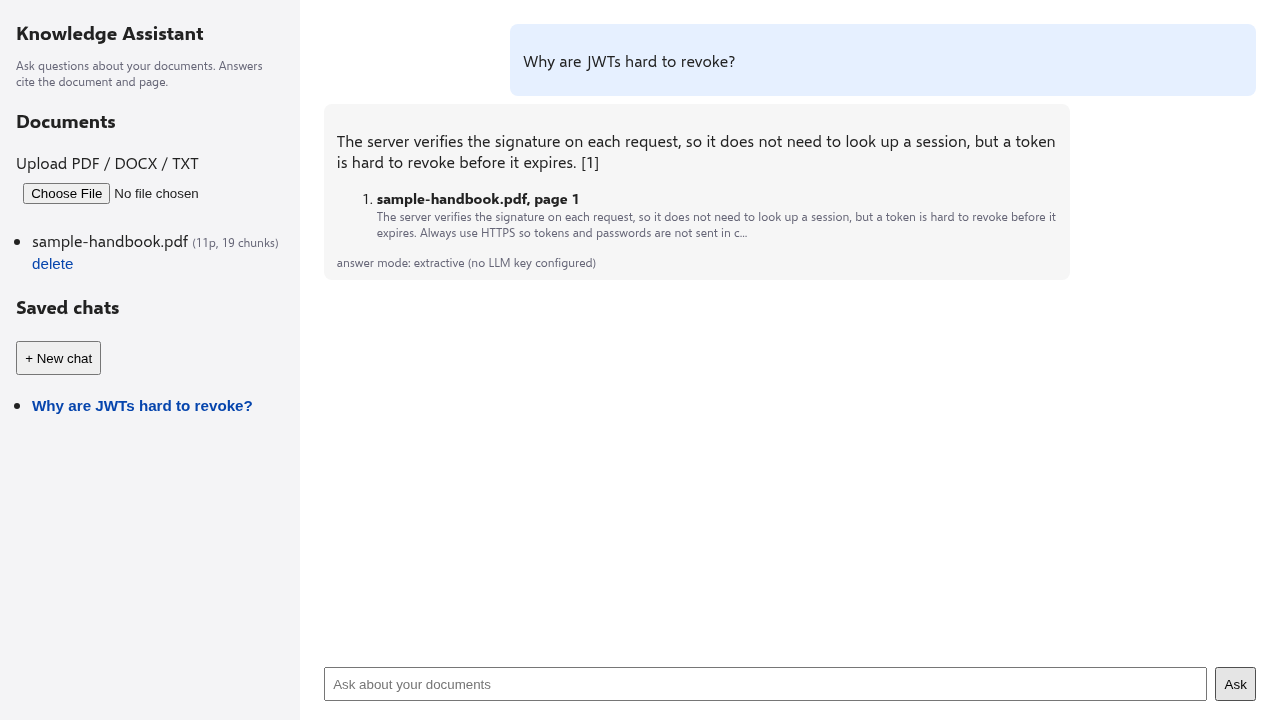 Knowledge Assistant
Ask questions about your documents. Answers
cite the document and page.
Documents
Upload PDF / DOCX / TXT
Choose File No file chosen
sample-handbook.pdf (11p, 19 chunks)
delete
Saved chats
+ New chat
Why are JWTs hard to revoke?
Why are JWTs hard to revoke?
The server verifies the signature on each request, so it does not need to look up a session, but a token
is hard to revoke before it expires. [1]
1. sample-handbook.pdf, page 1
The server verifies the signature on each request, so it does not need to look up a session, but a token is hard to revoke before it
expires. Always use HTTPS so tokens and passwords are not sent in c...
answer mode: extractive (no LLM key configured)
Ask about your documents
Ask